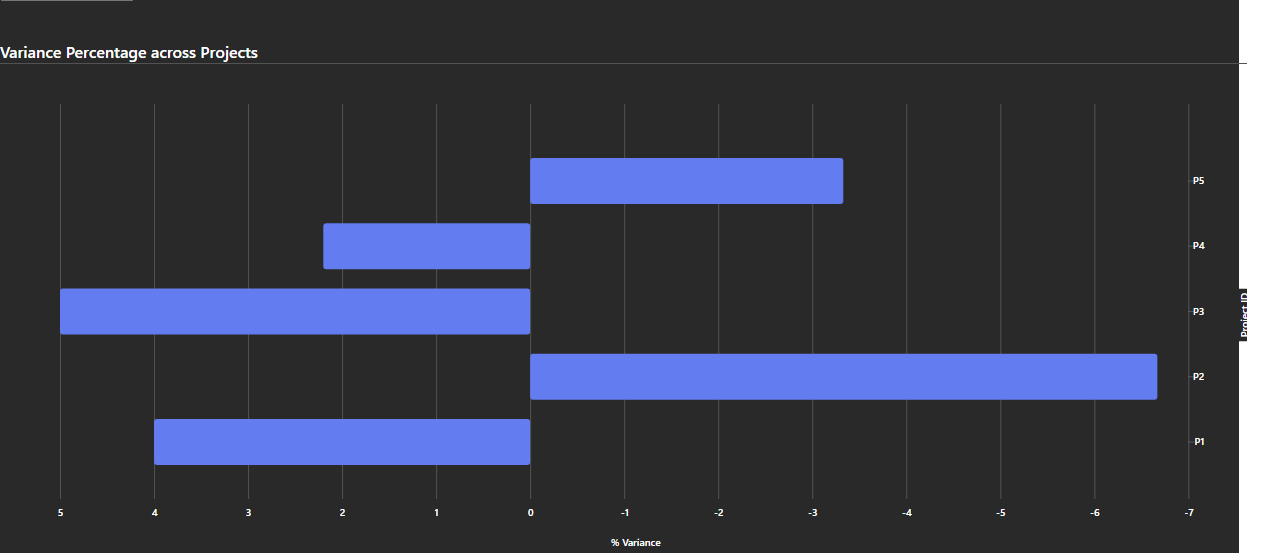 Variance Percentage across Projects
P5
P4
P3
P2
P1
Project ID
5 4 3 2 1 0 -1 -2 -3 -4 -5 -6 -7
% Variance